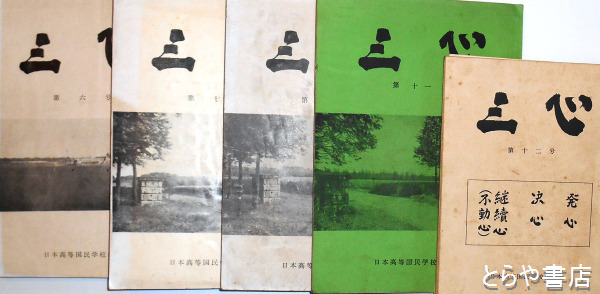 三心
第六号
日本高等国民学校
三心
第七
日本高等国民
三
第
日本高等国
三心
第十一
日本高等国民学校
三心
第十二号
発心
決心
継続心
(不動心)
とらや書店